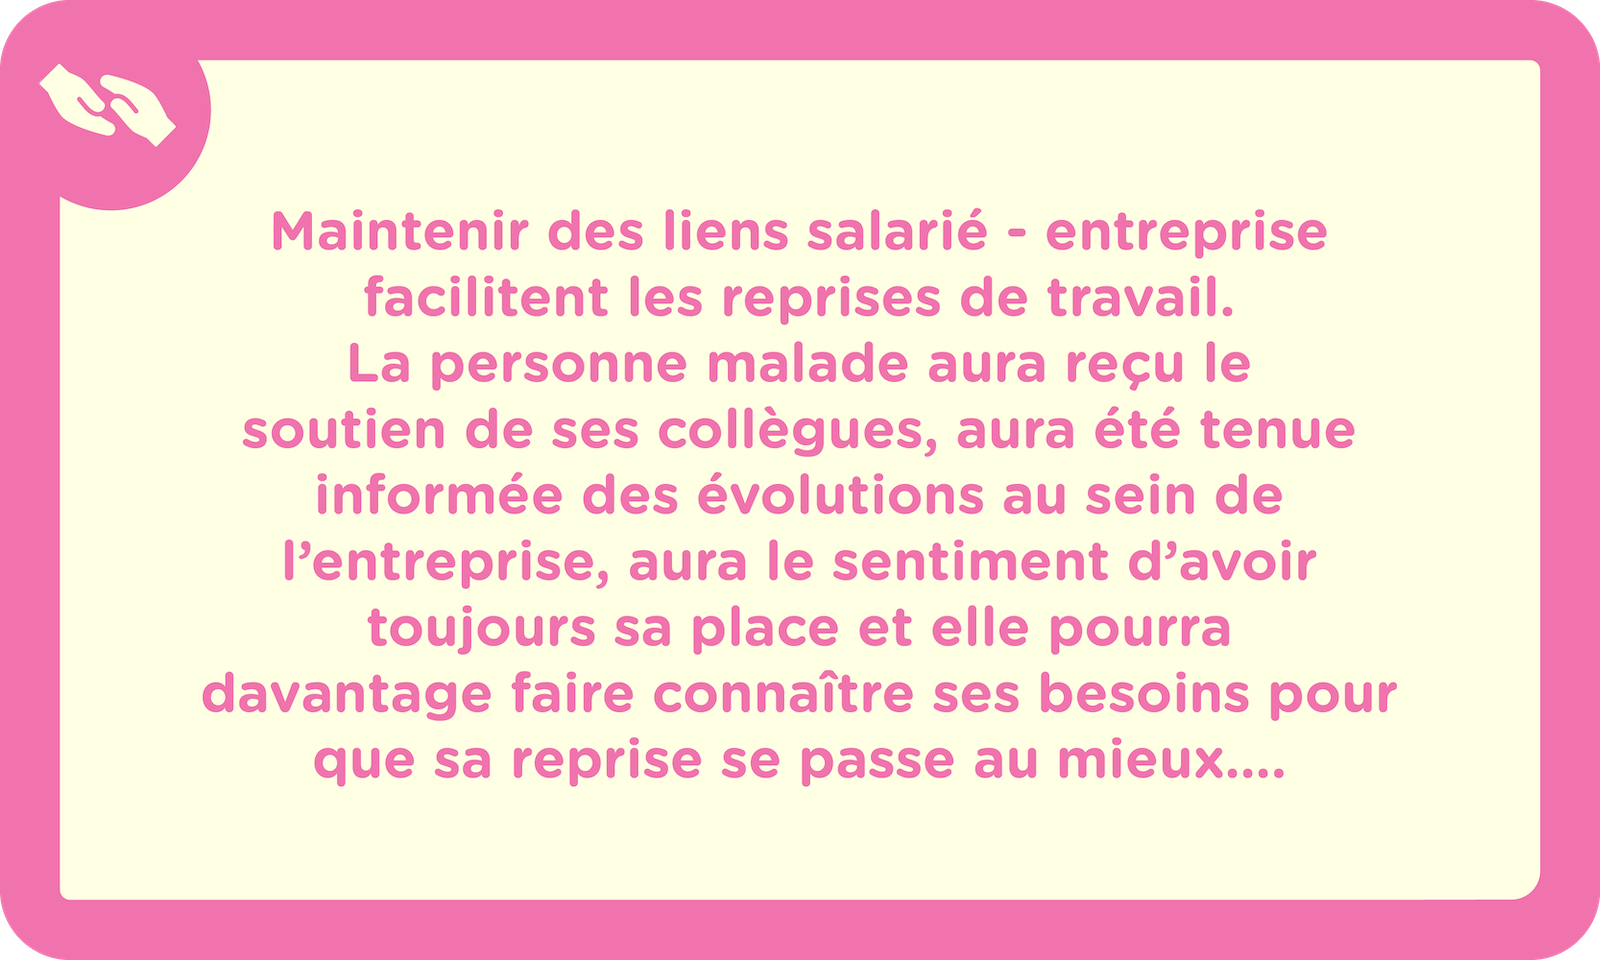 Maintenir des liens salarié - entreprise
facilitent les reprises de travail.
La personne malade aura reçu le
soutien de ses collègues, aura été tenue
informée des évolutions au sein de
l’entreprise, aura le sentiment d’avoir
toujours sa place et elle pourra
davantage faire connaître ses besoins pour
que sa reprise se passe au mieux....